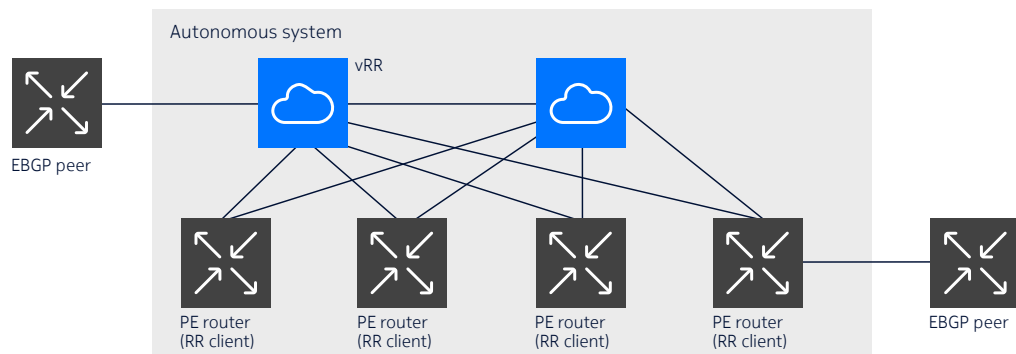 Autonomous system
vRR
EBGP peer
PE router
(RR client)
PE router
(RR client)
PE router
(RR client)
PE router
(RR client)
EBGP peer